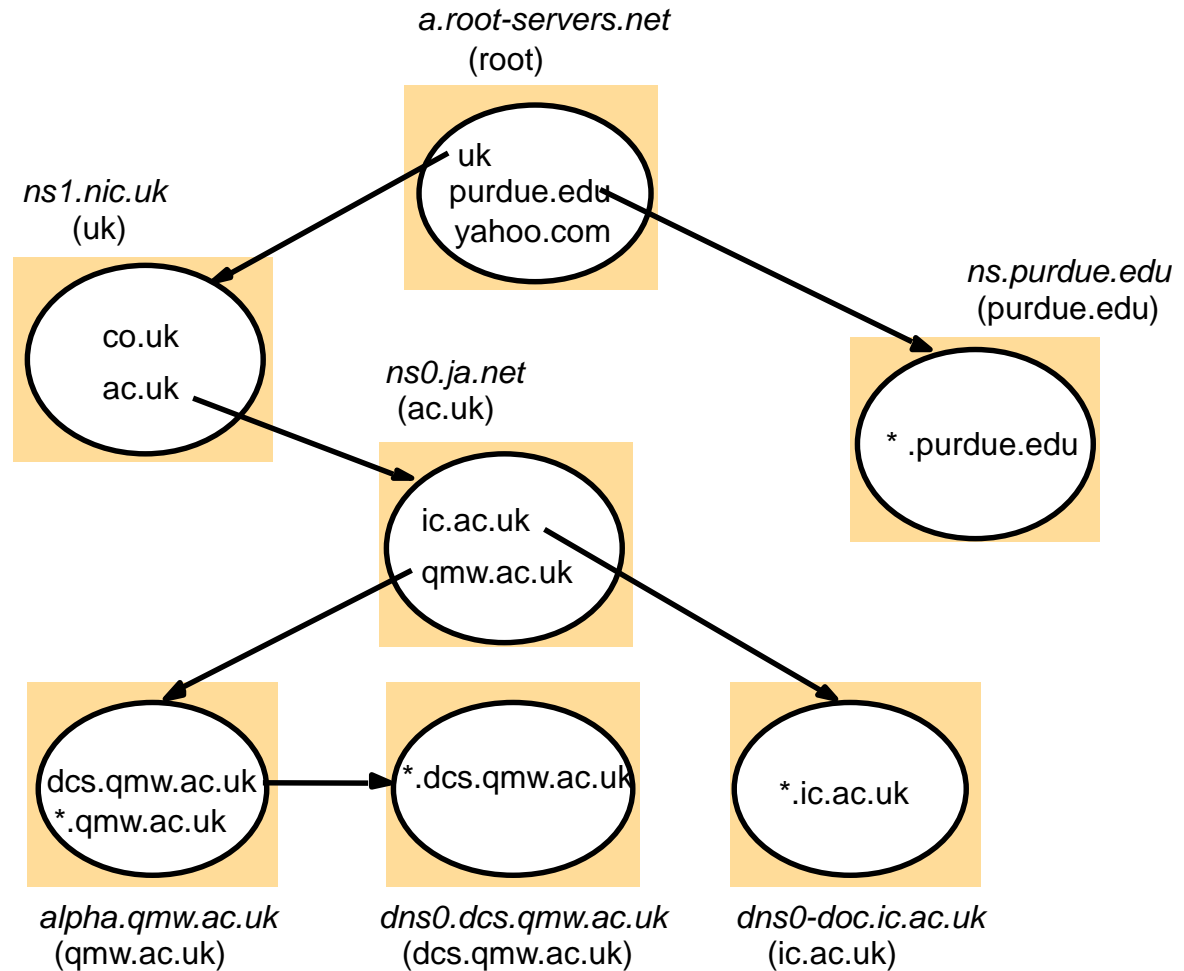 a.root-servers.net
(root)
uk
purdue.edu
yahoo.com
ns1.nic.uk
(uk)
co.uk
ac.uk
ns.purdue.edu
(purdue.edu)
* .purdue.edu
ns0.ja.net
(ac.uk)
ic.ac.uk
qmw.ac.uk
dcs.qmw.ac.uk
*.qmw.ac.uk
*.dcs.qmw.ac.uk
*.ic.ac.uk
alpha.qmw.ac.uk
(qmw.ac.uk)
dns0.dcs.qmw.ac.uk
(dcs.qmw.ac.uk)
dns0-doc.ic.ac.uk
(ic.ac.uk)